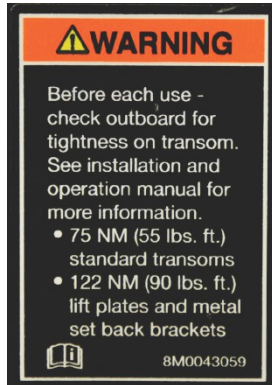 WARNING
Before each use -
check outboard for
tightness on transom.
See installation and
operation manual for
more information.
• 75 NM (55 lbs. ft.)
standard transoms
• 122 NM (90 lbs. ft.)
lift plates and metal
set back brackets
8M0043059